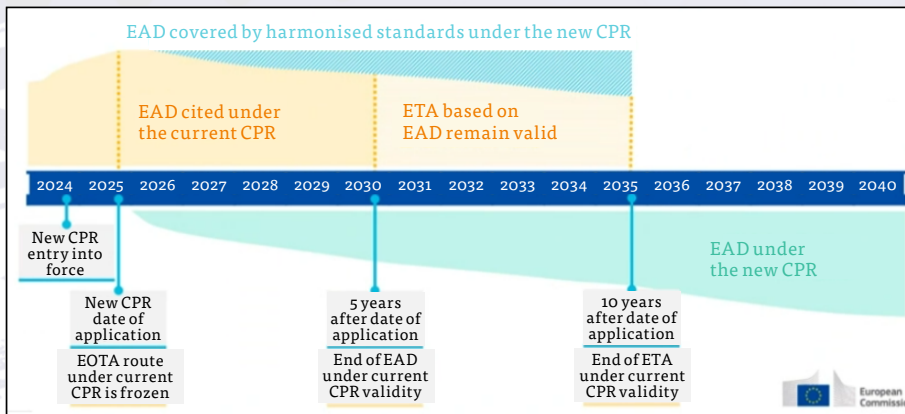 EAD covered by harmonised standards under the new CPR
EAD cited under
the current CPR
ETA based on
EAD remain valid
2024 2025 2026 2027 2028 2029 2030 2031 2032 2033 2034 2035 2036 2037 2038 2039 2040
New CPR
entry into
force
EAD under
the new CPR
New CPR
date of
application
EOTA route
under current
CPR is frozen
5 years
after date of
application
End of EAD
under current
CPR validity
10 years
after date of
application
End of ETA
under current
CPR validity
European
Commission